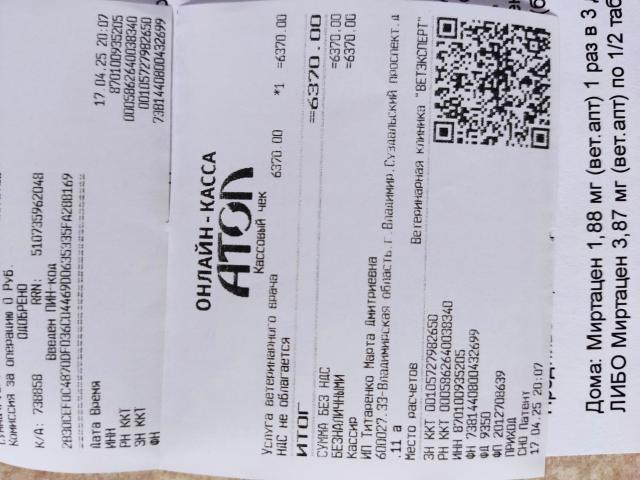 Комиссия за операцию 0 Руб.
ОДОБРЕНО
К/А: 738858 RRN: 510735962048
Введен ПИН-код
Дата Время 17.04.25 20:07
ИНН 870100935205
РН ККТ 0005862640038340
ЗН ККТ 00105727982650
ФН 7381440800432699
ОНЛАЙН-КАССА
АТОЛ
Кассовый чек
Услуга ветеринарного врача 6370.00 *1 =6370.00
НДС не облагается
ИТОГ =6370.00
СУММА БЕЗ НДС =6370.00
БЕЗНАЛИЧНЫМИ =6370.00
Кассир
ИП Титаренко Марта Дмитриевна
600027.33-Владимирская область.г.Владимир.Суздальский проспект.д
.11 а
Место расчетов Ветеринарная клиника "ВЕТЭКСПЕРТ"
ЗН ККТ 00105727982650
РН ККТ 0005862640038340
ИНН 870100935205
ФН 7381440800432699
ФД 9350
ФП 2012708639
ПРИХОД
СНО Патент
17.04.25 20:07
Дома: Миртацен 1,88 мг (вет.апт) 1 раз в 3
ЛИБО Миртацен 3,87 мг (вет.апт) по 1/2 таб